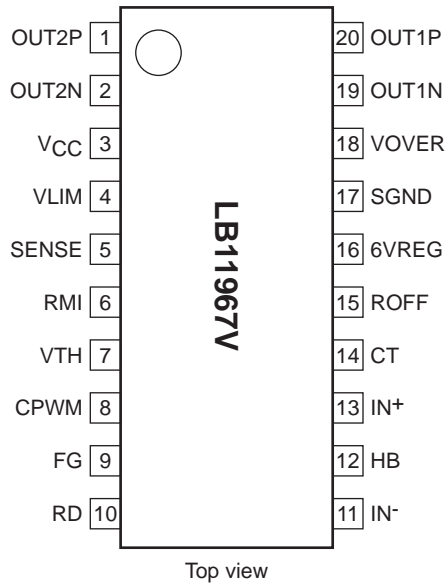 OUT2P 1 20 OUT1P
OUT2N 2 19 OUT1N
VCC 3 18 VOVER
VLIM 4 17 SGND
SENSE 5 16 6VREG
RMI 6 15 ROFF
VTH 7 14 CT
CPWM 8 13 IN+
FG 9 12 HB
RD 10 11 IN-
LB11967V
Top view